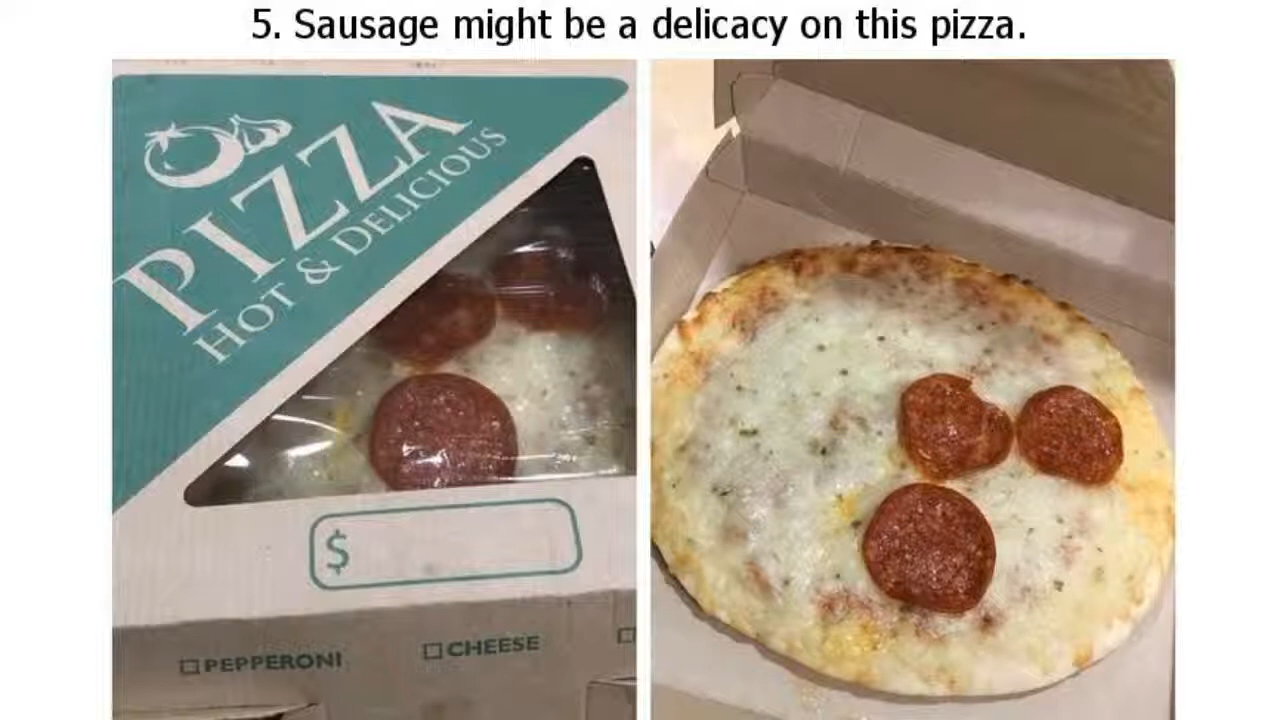 5. Sausage might be a delicacy on this pizza.
PIZZA
HOT & DELICIOUS
$
PEPPERONI
CHEESE